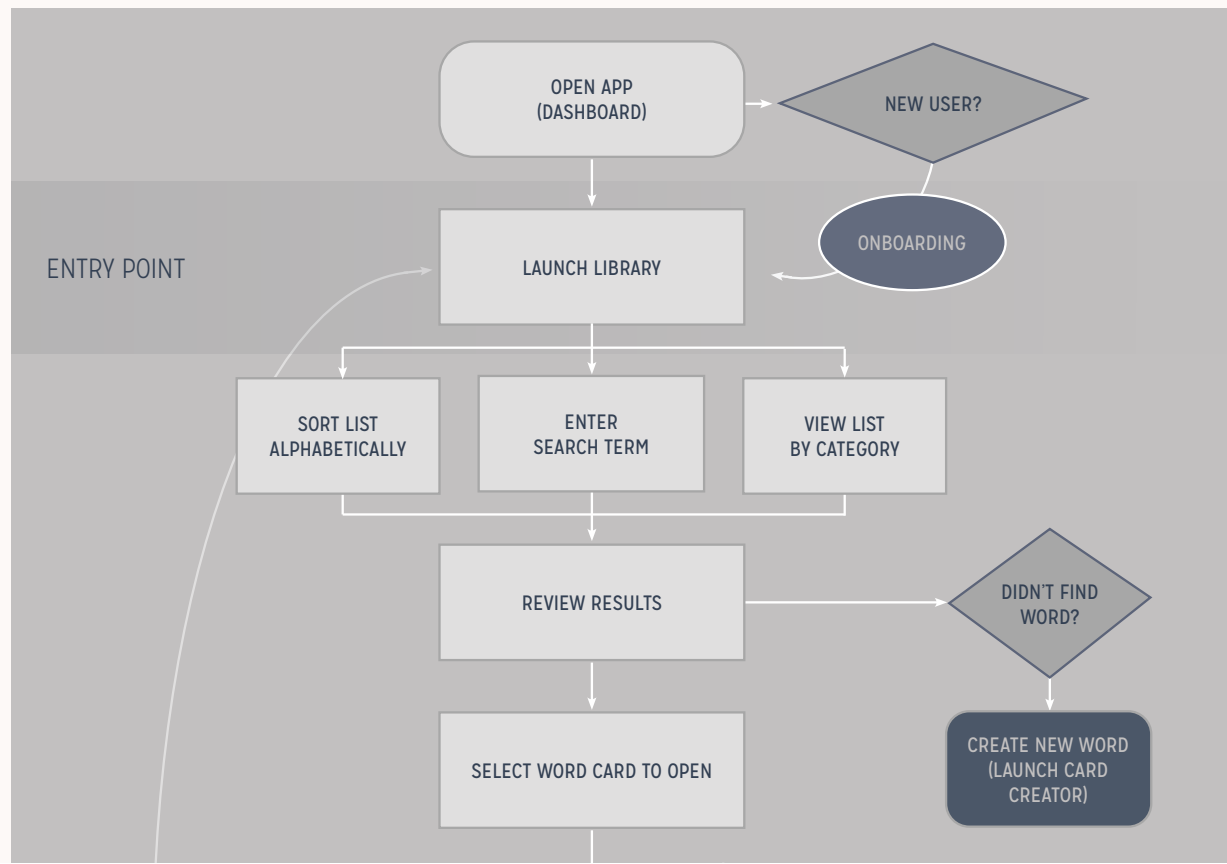 OPEN APP
(DASHBOARD)
NEW USER?
ONBOARDING
ENTRY POINT
LAUNCH LIBRARY
SORT LIST
ALPHABETICALLY
ENTER
SEARCH TERM
VIEW LIST
BY CATEGORY
REVIEW RESULTS
DIDN'T FIND
WORD?
SELECT WORD CARD TO OPEN
CREATE NEW WORD
(LAUNCH CARD
CREATOR)